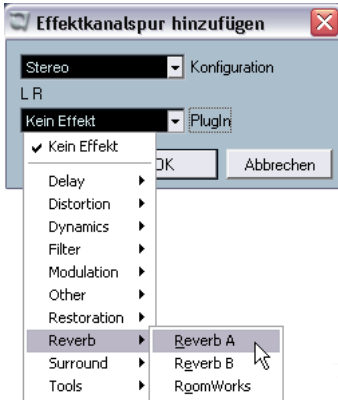 Effektkanalspur hinzufügen
Stereo Konfiguration
L R
Kein Effekt PlugIn
Kein Effekt
OK Abbrechen
Delay
Distortion
Dynamics
Filter
Modulation
Other
Restoration
Reverb Reverb A
Surround Reverb B
Tools RoomWorks